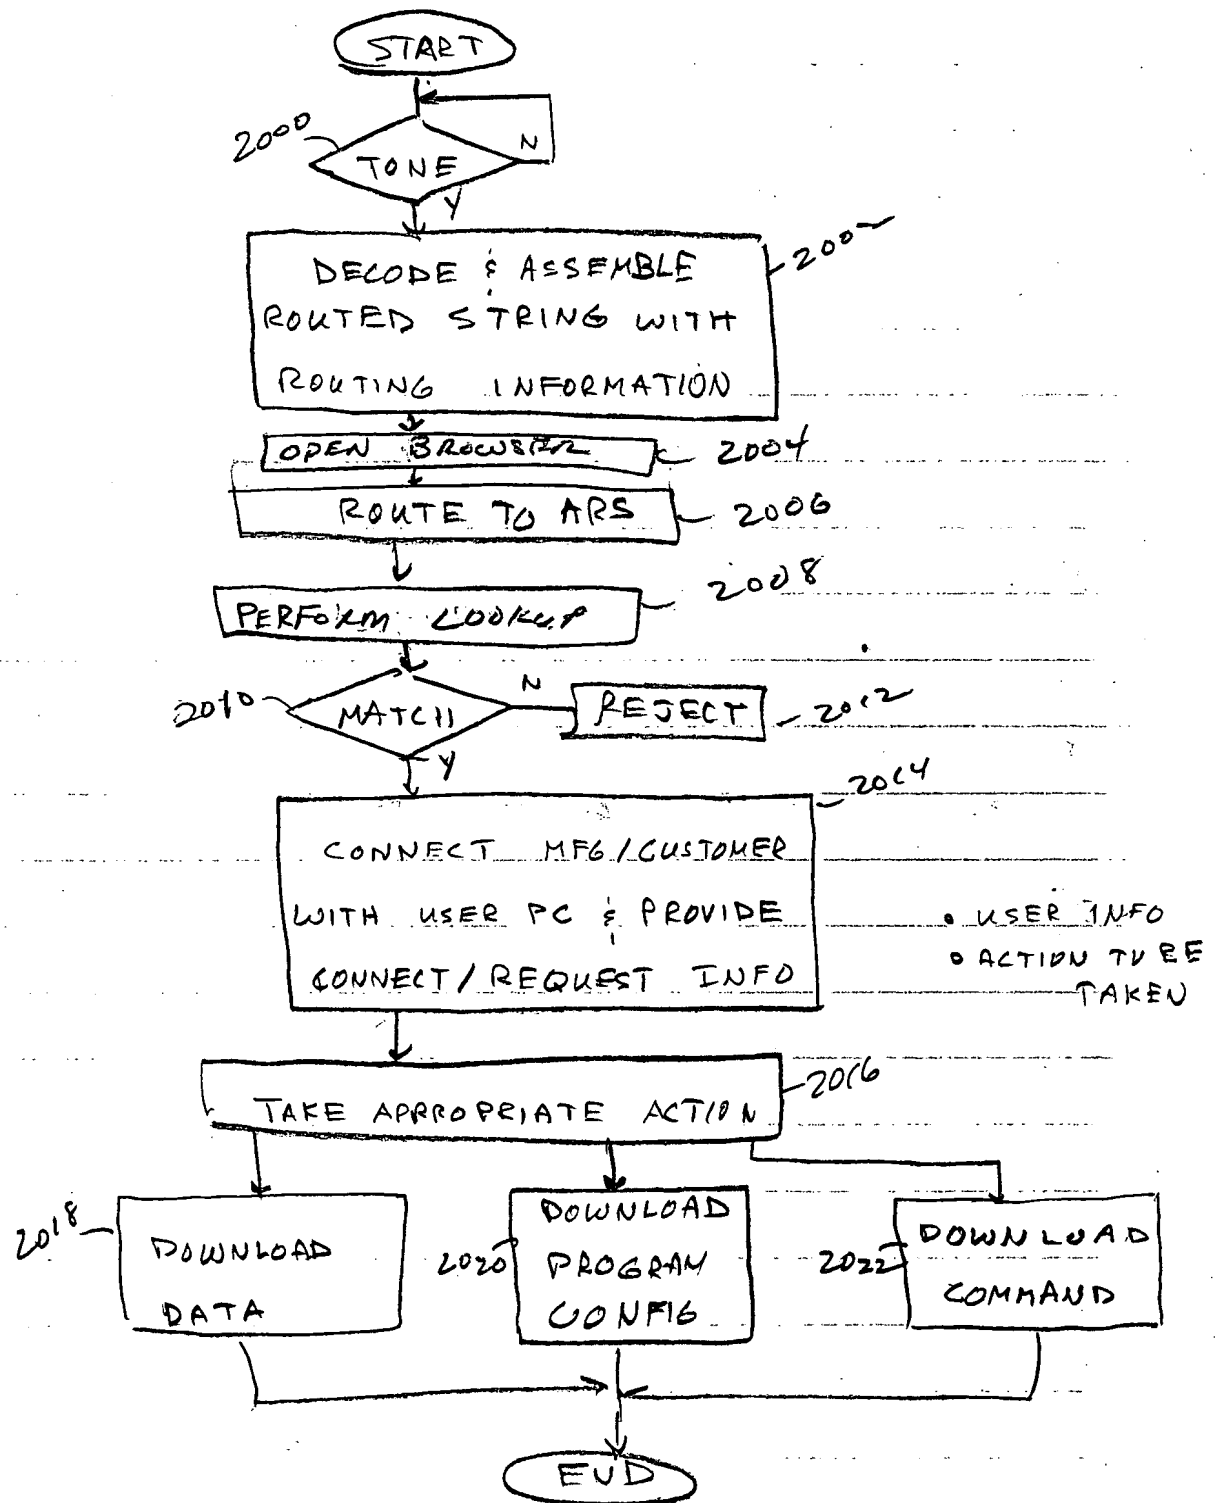 START
2000
TONE
N
Y
2002
DECODE & ASSEMBLE
ROUTED STRING WITH
ROUTING INFORMATION
OPEN BROWSER
2004
ROUTE TO ARS
2006
PERFORM LOOKUP
2008
2010
MATCH
N
REJECT
2012
Y
2014
CONNECT MFG/CUSTOMER
WITH USER PC & PROVIDE
CONNECT/REQUEST INFO
• USER INFO
• ACTION TO BE
TAKEN
2016
TAKE APPROPRIATE ACTION
2018
DOWNLOAD
DATA
2020
DOWNLOAD
PROGRAM
CONFIG
2022
DOWNLOAD
COMMAND
END